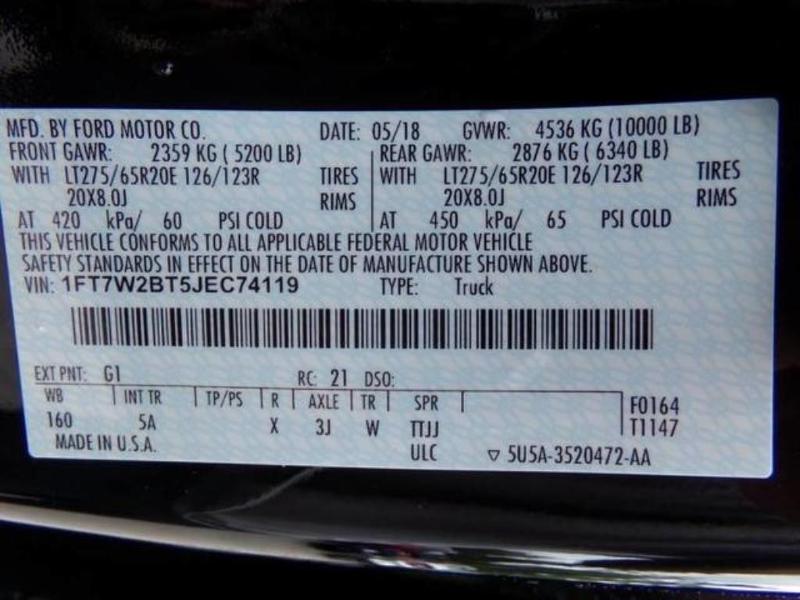 MFD. BY FORD MOTOR CO. DATE: 05/18 GVWR: 4536 KG (10000 LB)
FRONT GAWR: 2359 KG ( 5200 LB) REAR GAWR: 2876 KG ( 6340 LB)
WITH LT275/65R20E 126/123R TIRES WITH LT275/65R20E 126/123R TIRES
20X8.0J RIMS 20X8.0J RIMS
AT 420 kPa/ 60 PSI COLD AT 450 kPa/ 65 PSI COLD
THIS VEHICLE CONFORMS TO ALL APPLICABLE FEDERAL MOTOR VEHICLE
SAFETY STANDARDS IN EFFECT ON THE DATE OF MANUFACTURE SHOWN ABOVE.
VIN: 1FT7W2BT5JEC74119 TYPE: Truck
EXT PNT: G1 RC: 21 DSO:
WB INT TR TP/PS R AXLE TR SPR F0164
160 5A X 3J W TTJJ T1147
MADE IN U.S.A. ULC ▽ 5U5A-3520472-AA